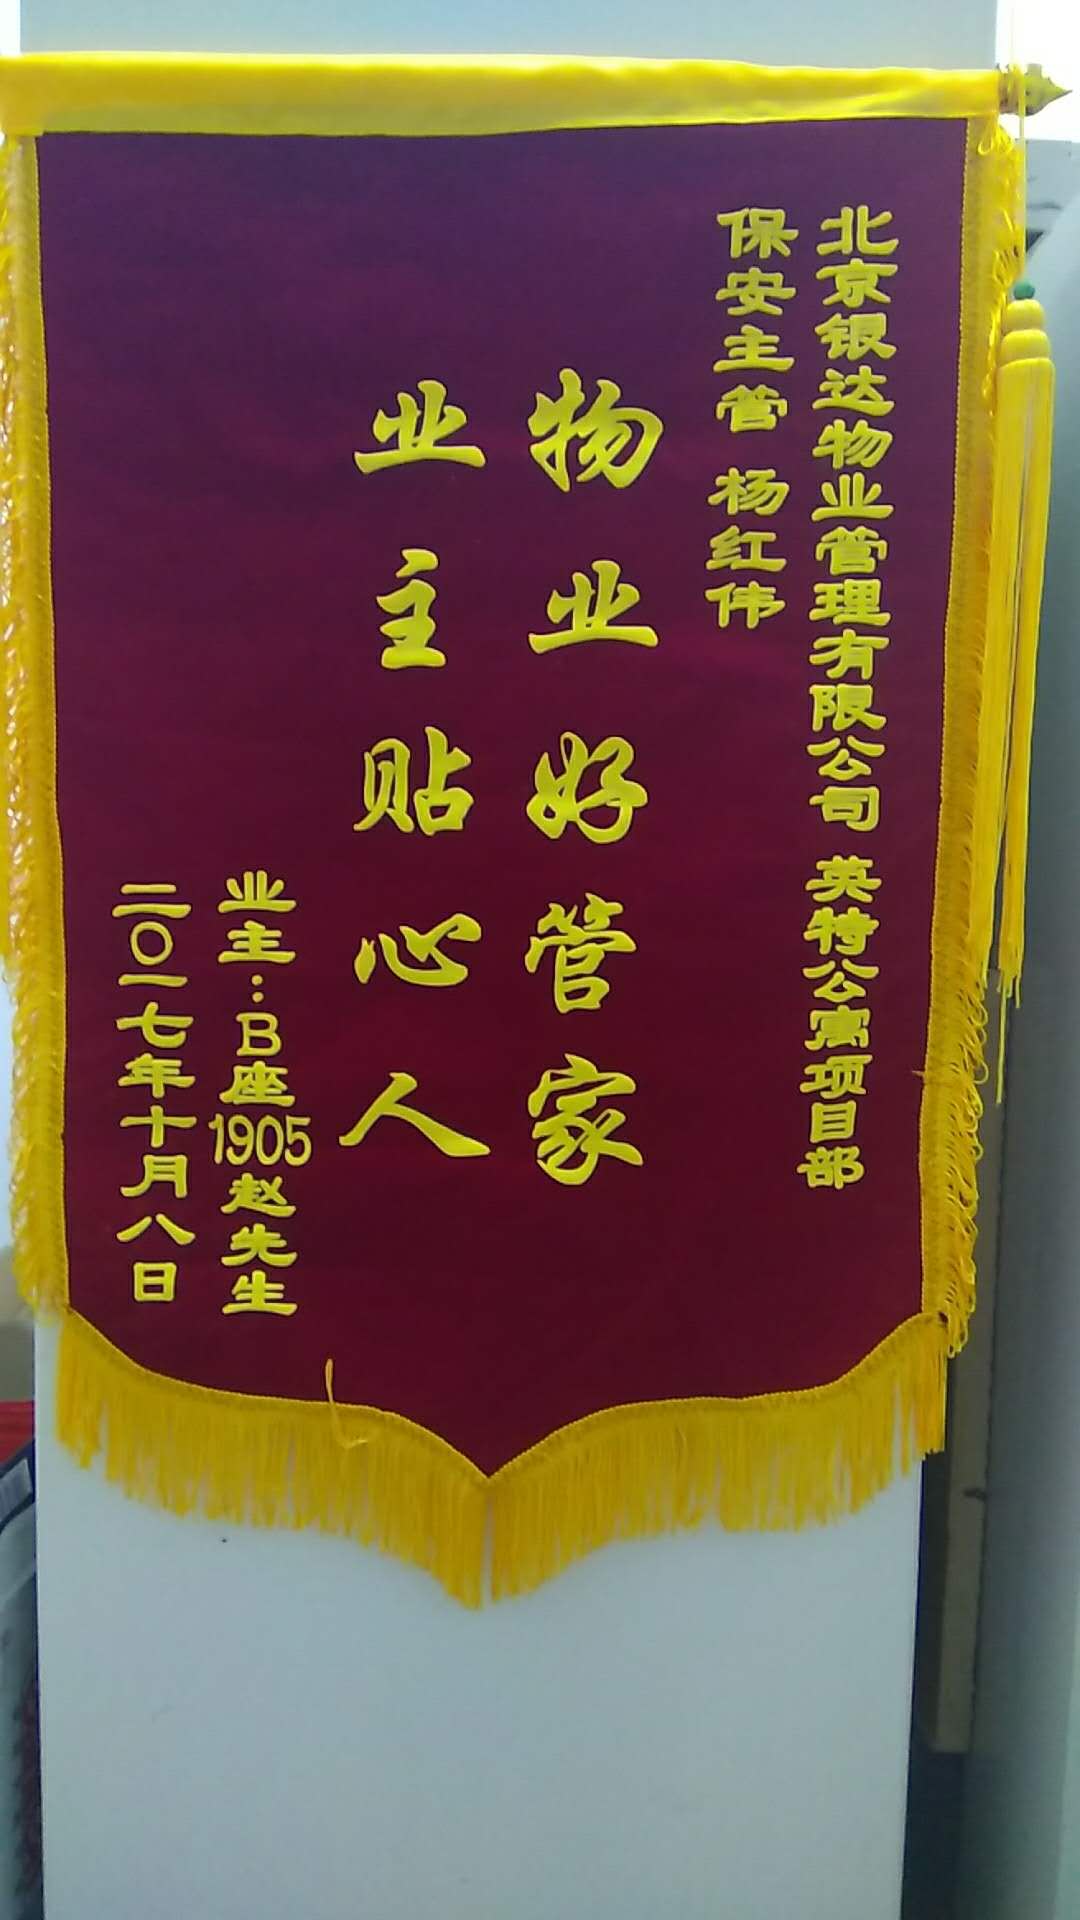 北京银达物业管理有限公司 英特公寓项目部
保安主管 杨红伟
物业好管家
业主贴心人
业主:B座1905赵先生
二〇一七年十月八日